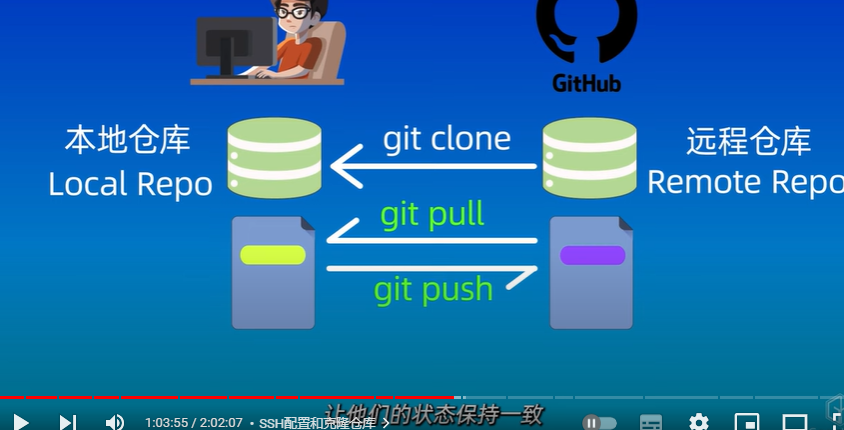 GitHub
本地仓库
Local Repo
git clone
远程仓库
Remote Repo
git pull
git push
让他们的状态保持一致
1:03:55 / 2:02:07 • SSH配置和克隆仓库